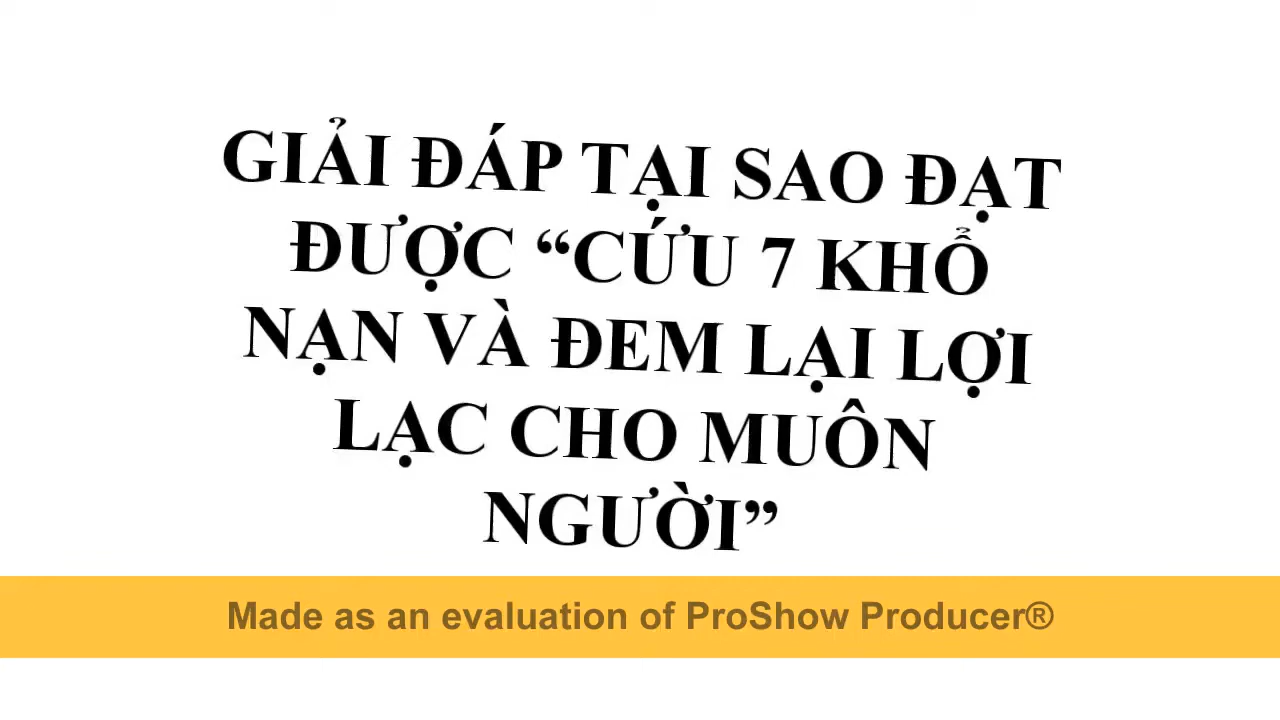 GIẢI ĐÁP TẠI SAO ĐẠT
ĐƯỢC “CỨU 7 KHỔ
NẠN VÀ ĐEM LẠI LỢI
LẠC CHO MUÔN
NGƯỜI”
Made as an evaluation of ProShow Producer®